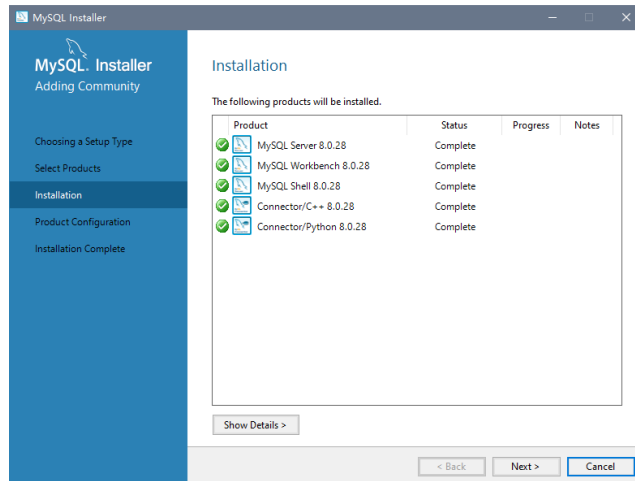 MySQL Installer
MySQL. Installer
Adding Community
Choosing a Setup Type
Select Products
Installation
Product Configuration
Installation Complete
Installation
The following products will be installed.
Product Status Progress Notes
MySQL Server 8.0.28 Complete
MySQL Workbench 8.0.28 Complete
MySQL Shell 8.0.28 Complete
Connector/C++ 8.0.28 Complete
Connector/Python 8.0.28 Complete
Show Details >
< Back Next > Cancel